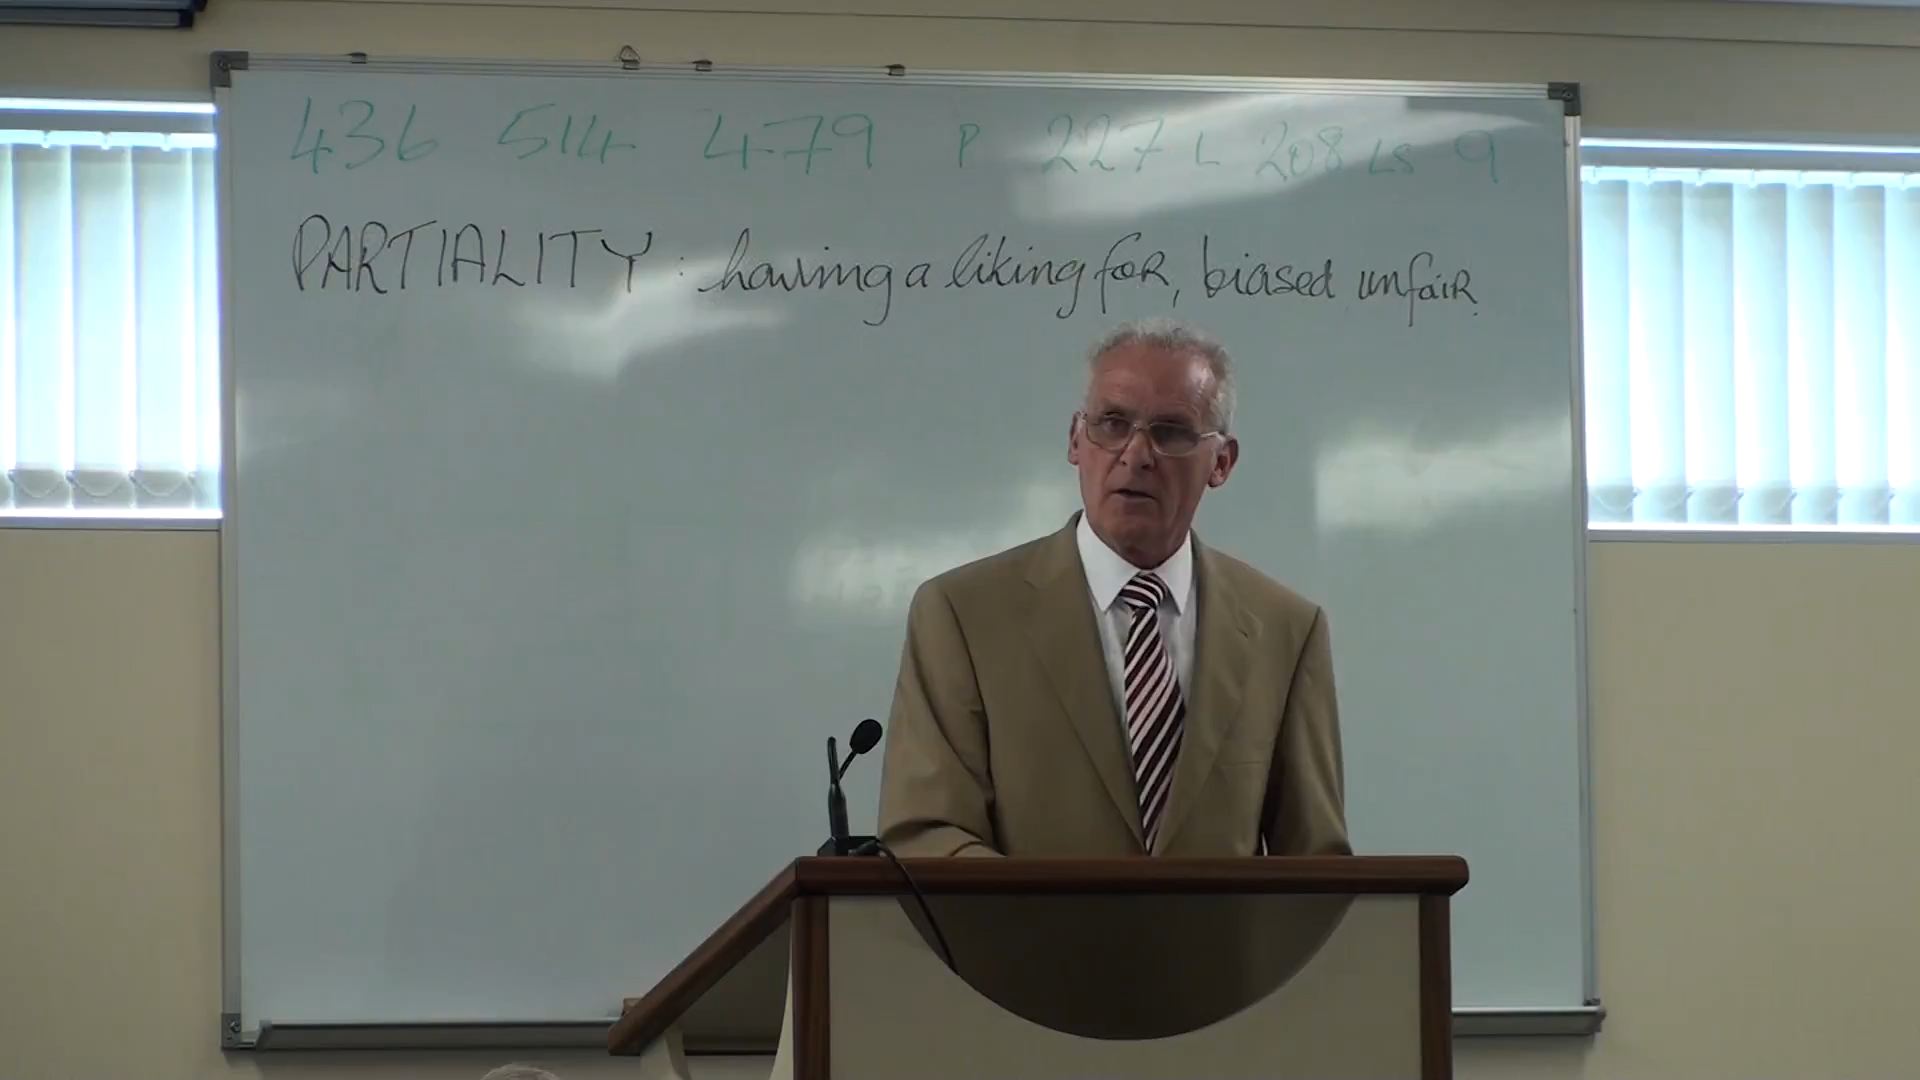 436 514 479 P 227 L 208 LS 9
PARTIALITY : having a liking for, biased unfair.